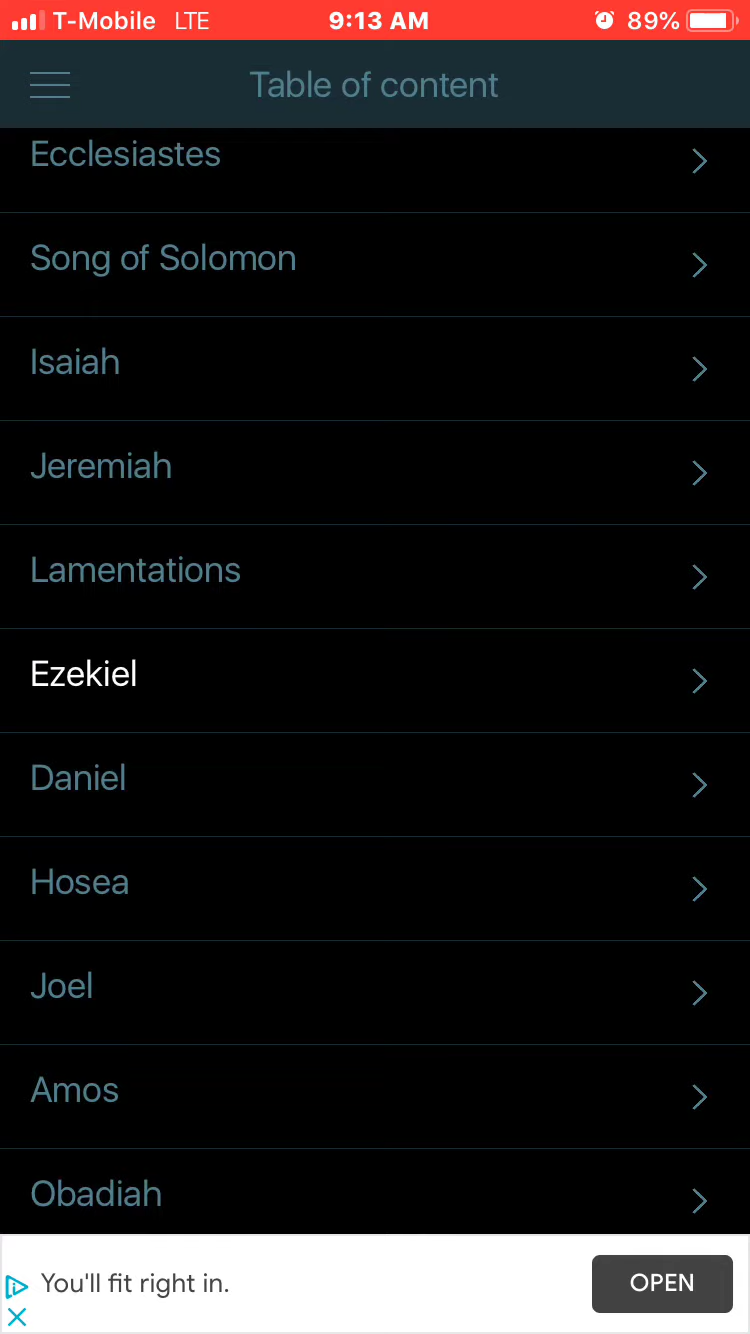 T-Mobile LTE 9:13 AM 89%
Table of content
Ecclesiastes
Song of Solomon
Isaiah
Jeremiah
Lamentations
Ezekiel
Daniel
Hosea
Joel
Amos
Obadiah
You'll fit right in. OPEN